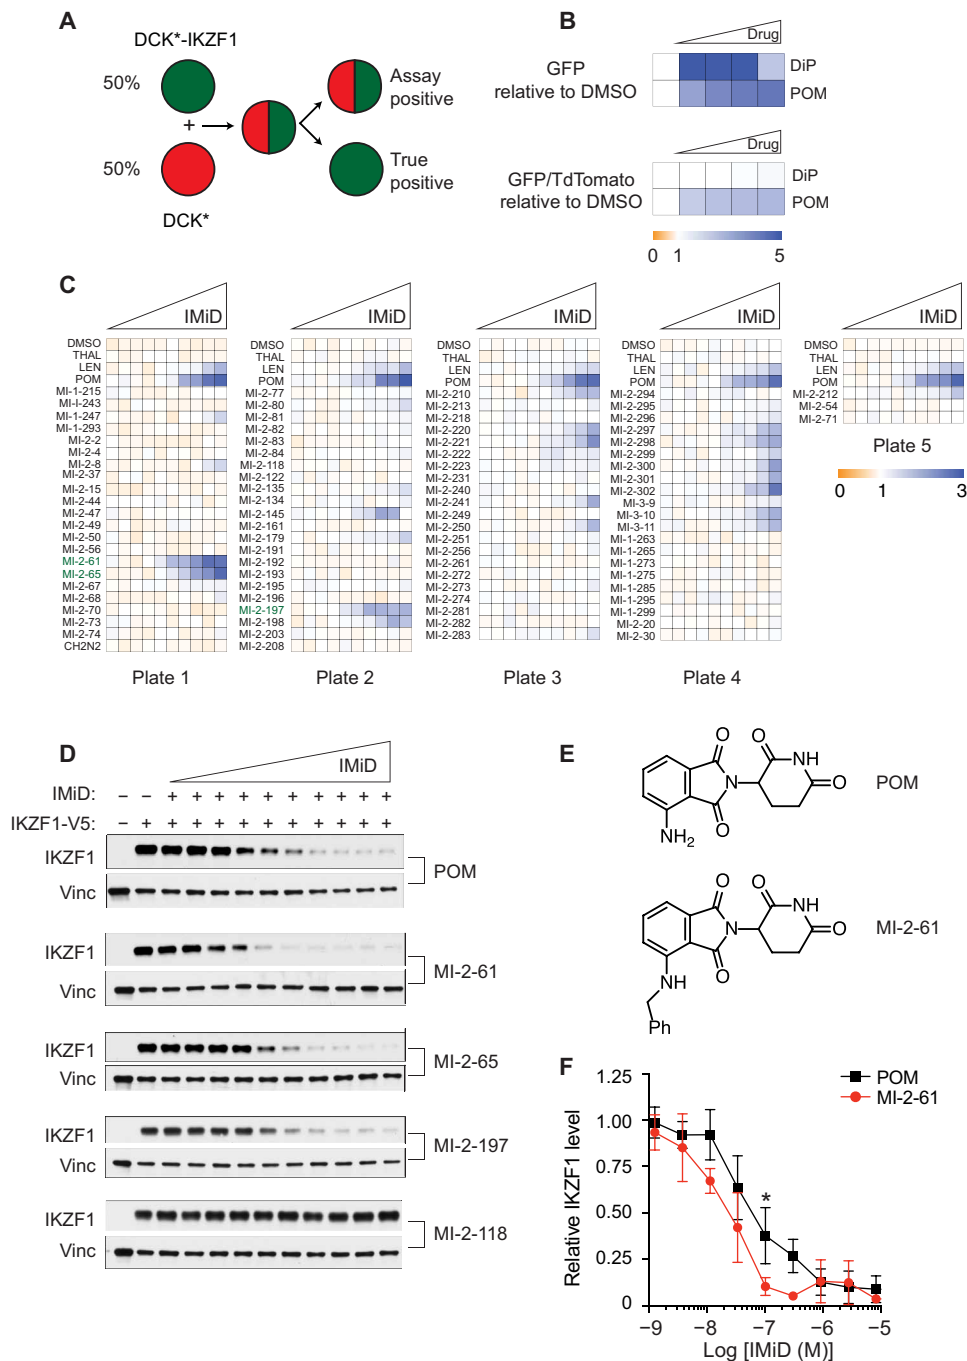 A
DCK*-IKZF1
50%
+
50%
DCK*
Assay
positive
True
positive
B
Drug
GFP
relative to DMSO
DiP
POM
Drug
GFP/TdTomato
relative to DMSO
DiP
POM
0 1 5
C
IMiD
DMSO
THAL
LEN
POM
MI-1-215
MI-I-243
MI-1-247
MI-1-293
MI-2-2
MI-2-4
MI-2-8
MI-2-37
MI-2-15
MI-2-44
MI-2-47
MI-2-49
MI-2-50
MI-2-56
MI-2-61
MI-2-65
MI-2-67
MI-2-68
MI-2-70
MI-2-73
MI-2-74
CH2N2
Plate 1
IMiD
DMSO
THAL
LEN
POM
MI-2-77
MI-2-80
MI-2-81
MI-2-82
MI-2-83
MI-2-84
MI-2-118
MI-2-122
MI-2-135
MI-2-134
MI-2-145
MI-2-161
MI-2-179
MI-2-191
MI-2-192
MI-2-193
MI-2-195
MI-2-196
MI-2-197
MI-2-198
MI-2-203
MI-2-208
Plate 2
IMiD
DMSO
THAL
LEN
POM
MI-2-210
MI-2-213
MI-2-218
MI-2-220
MI-2-221
MI-2-222
MI-2-223
MI-2-231
MI-2-240
MI-2-241
MI-2-249
MI-2-250
MI-2-251
MI-2-256
MI-2-261
MI-2-272
MI-2-273
MI-2-274
MI-2-281
MI-2-282
MI-2-283
Plate 3
IMiD
DMSO
THAL
LEN
POM
MI-2-294
MI-2-295
MI-2-296
MI-2-297
MI-2-298
MI-2-299
MI-2-300
MI-2-301
MI-2-302
MI-3-9
MI-3-10
MI-3-11
MI-1-263
MI-1-265
MI-1-273
MI-1-275
MI-1-285
MI-1-295
MI-1-299
MI-2-20
MI-2-30
Plate 4
IMiD
DMSO
THAL
LEN
POM
MI-2-212
MI-2-54
MI-2-71
Plate 5
0 1 3
D
IMiD
IMiD: – – + + + + + + + + + +
IKZF1-V5: – + + + + + + + + + + +
IKZF1
Vinc
POM
IKZF1
Vinc
MI-2-61
IKZF1
Vinc
MI-2-65
IKZF1
Vinc
MI-2-197
IKZF1
Vinc
MI-2-118
E
O
O
NH
N
O
O
NH2
POM
O
O
NH
N
O
O
NH
Ph
MI-2-61
F
POM
MI-2-61
Relative IKZF1 level
1.25
1.00
0.75
0.50
0.25
0
*
−9 −8 −7 −6 −5
Log [IMiD (M)]